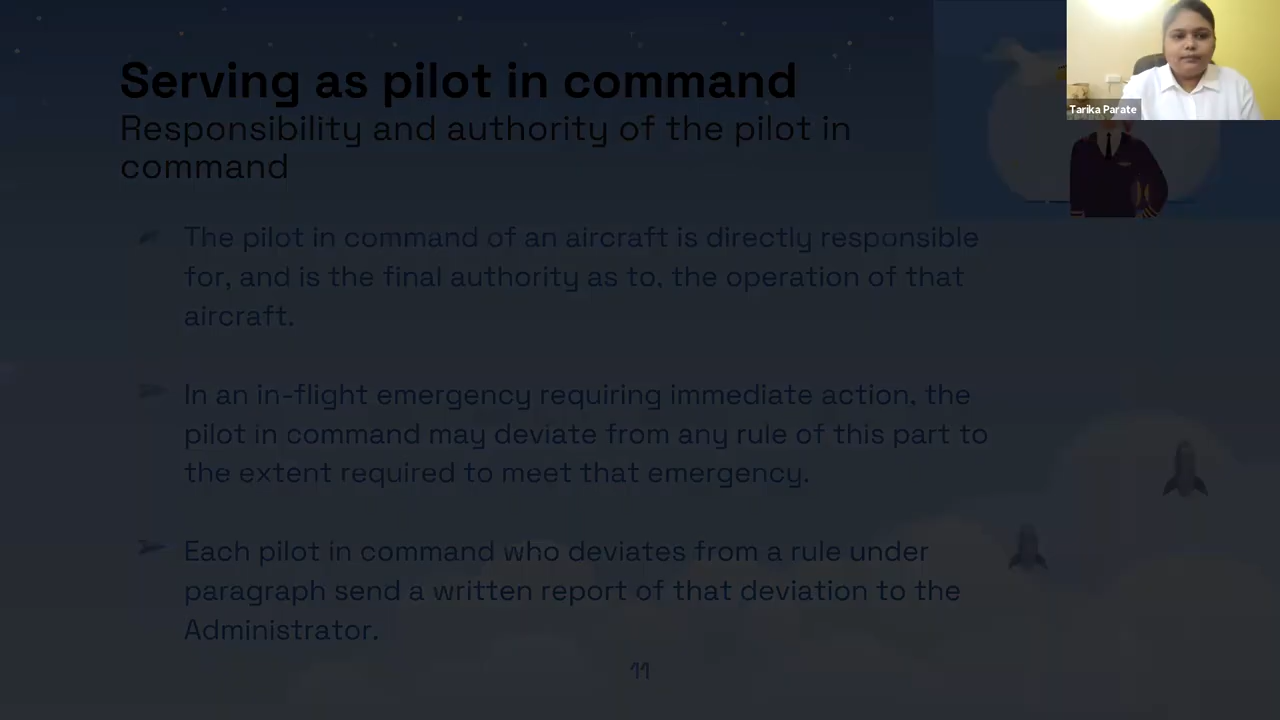 Serving as pilot in command
Responsibility and authority of the pilot in
command
The pilot in command of an aircraft is directly responsible
for, and is the final authority as to, the operation of that
aircraft.
In an in-flight emergency requiring immediate action, the
pilot in command may deviate from any rule of this part to
the extent required to meet that emergency.
Each pilot in command who deviates from a rule under
paragraph send a written report of that deviation to the
Administrator.
11
Tarika Parate